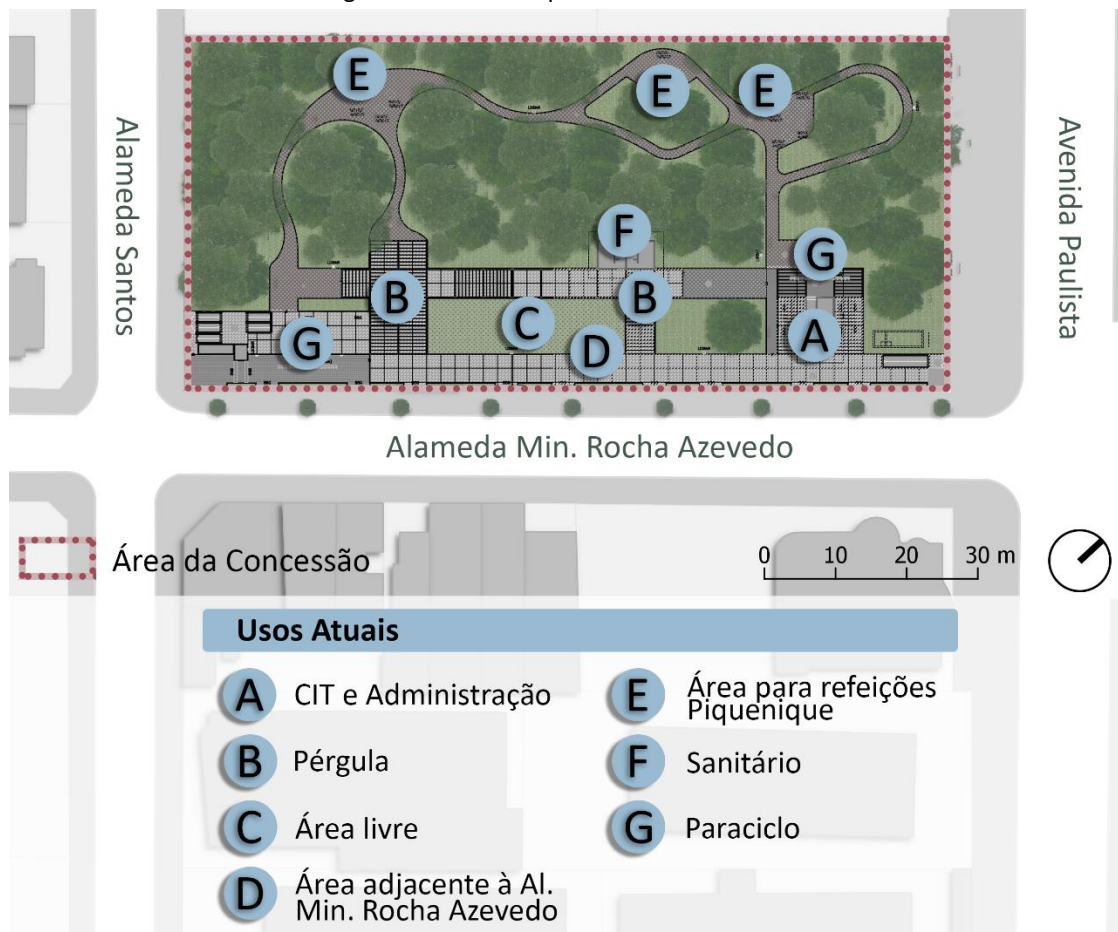 E
E
E
Alameda Santos
Avenida Paulista
F
G
B
B
C
A
G
D
Alameda Min. Rocha Azevedo
Área da Concessão
0 10 20 30 m
Usos Atuais
A CIT e Administração
B Pérgula
C Área livre
D Área adjacente à Al.
Min. Rocha Azevedo
E Área para refeições
Piquenique
F Sanitário
G Paraciclo